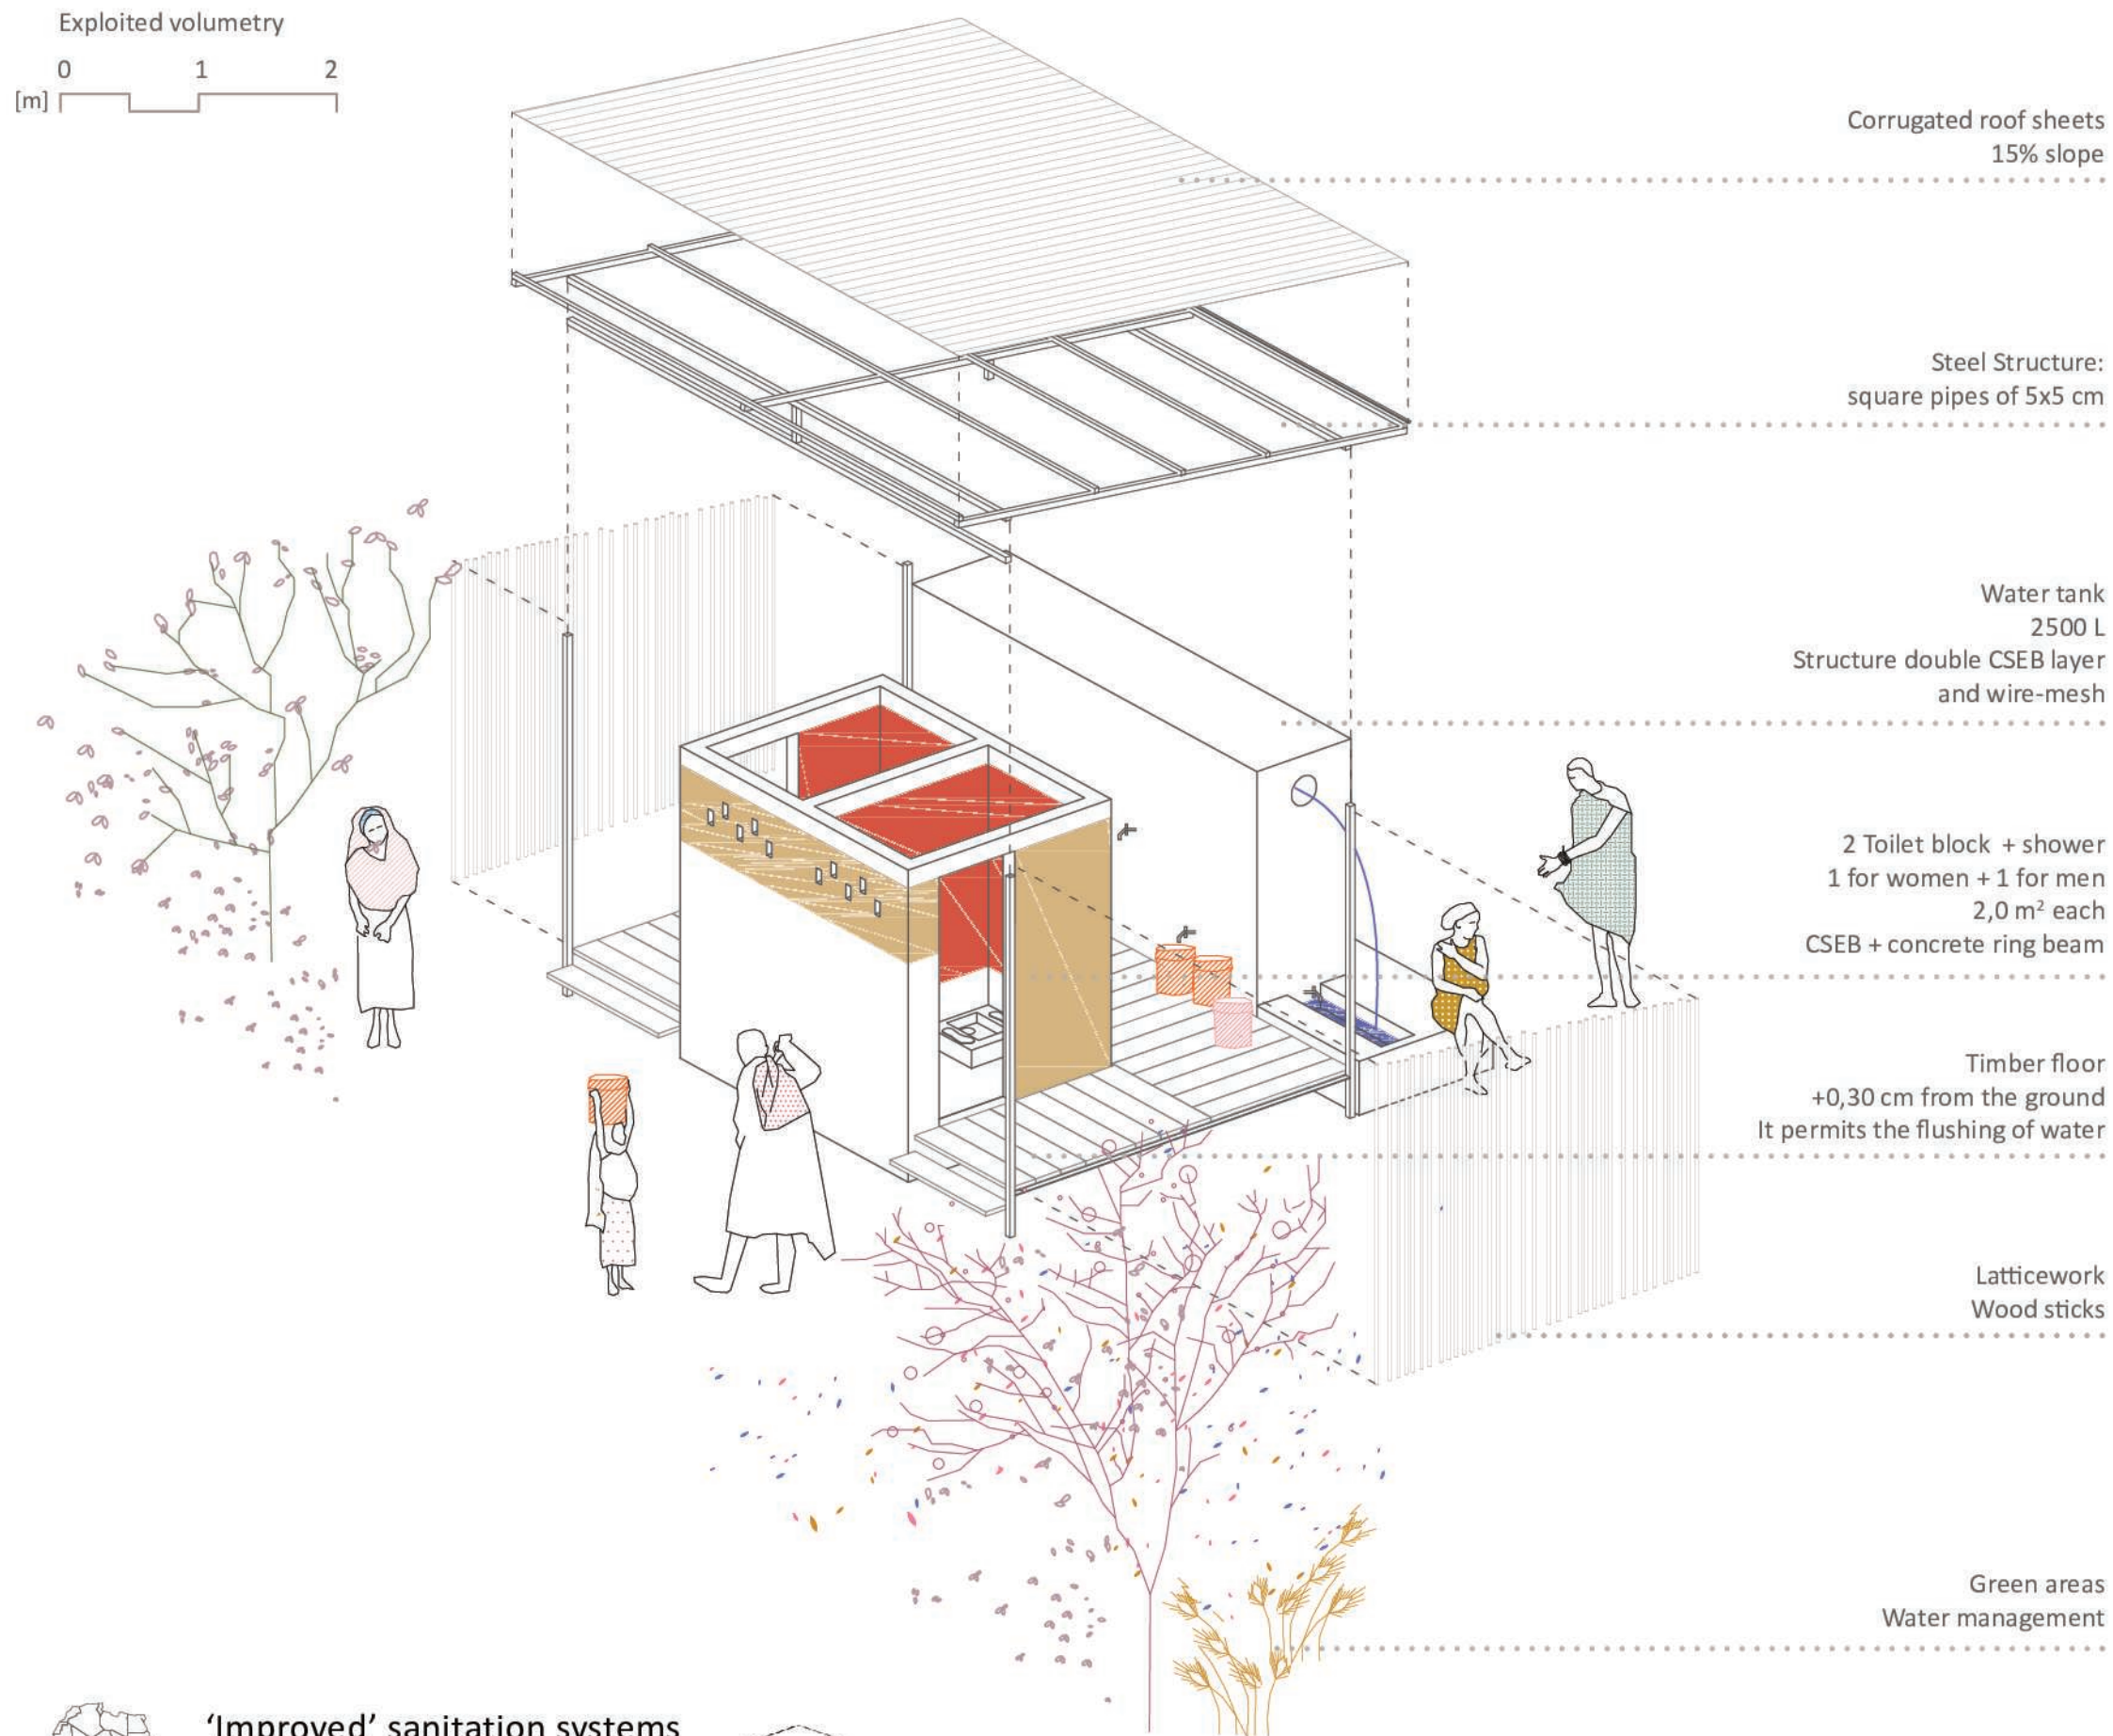 Exploited volumetry
0 1 2
[m]
Corrugated roof sheets
15% slope
Steel Structure:
square pipes of 5x5 cm
Water tank
2500 L
Structure double CSEB layer
and wire-mesh
2 Toilet block + shower
1 for women + 1 for men
2,0 m² each
CSEB + concrete ring beam
Timber floor
+0,30 cm from the ground
It permits the flushing of water
Latticework
Wood sticks
Green areas
Water management
‘Improved’ sanitation systems